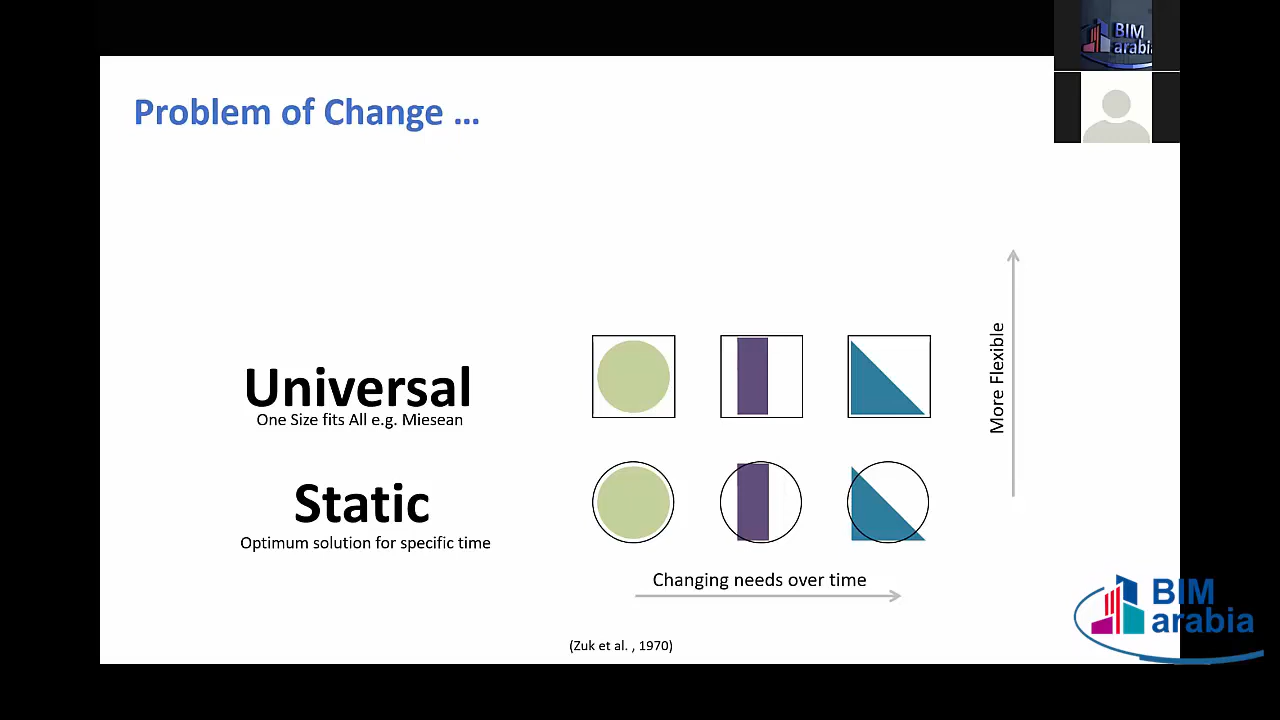 BIM
arabia
Problem of Change ...
Universal
One Size fits All e.g. Miesean
More Flexible
Static
Optimum solution for specific time
Changing needs over time
BIM
arabia
(Zuk et al. , 1970)